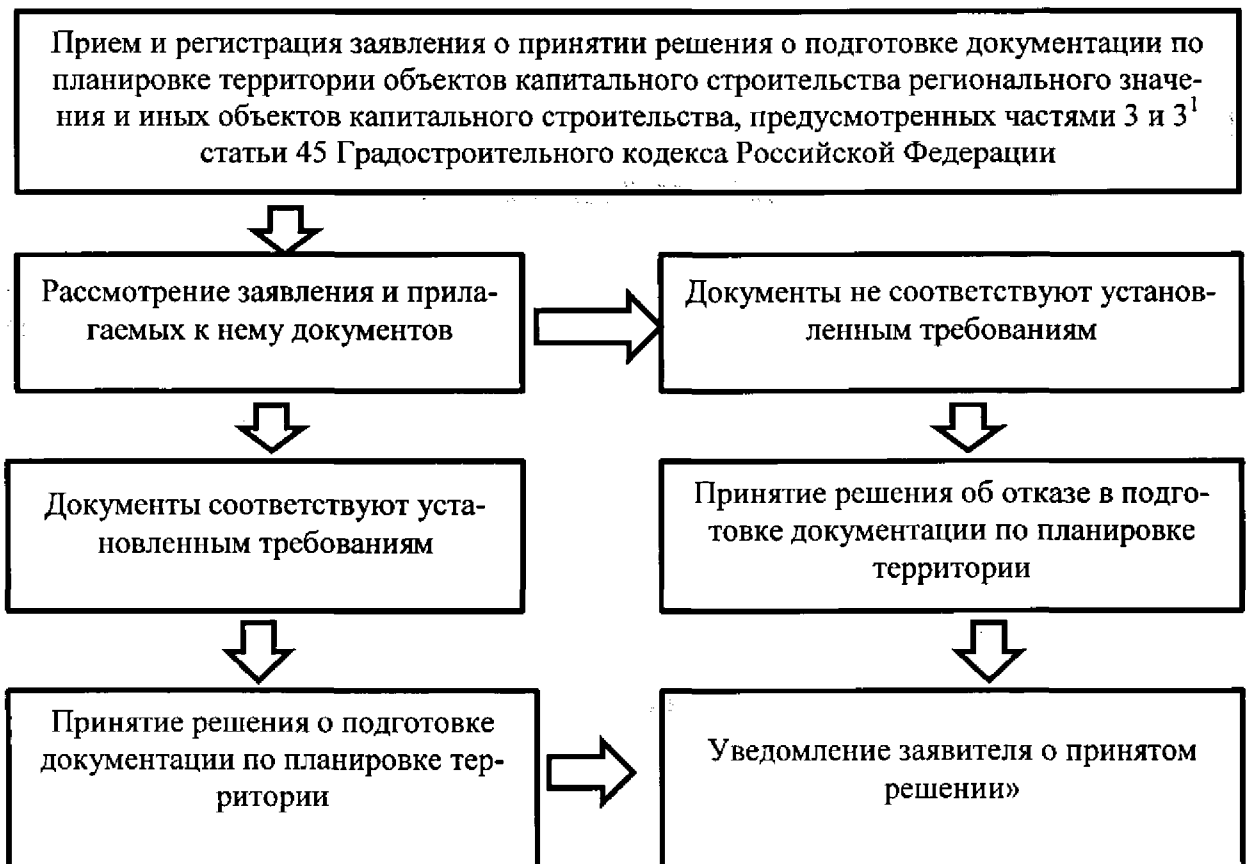 Прием и регистрация заявления о принятии решения о подготовке документации по
планировке территории объектов капитального строительства регионального значе-
ния и иных объектов капитального строительства, предусмотренных частями 3 и 3¹
статьи 45 Градостроительного кодекса Российской Федерации
Рассмотрение заявления и прила-
гаемых к нему документов
Документы не соответствуют установ-
ленным требованиям
Документы соответствуют уста-
новленным требованиям
Принятие решения об отказе в подго-
товке документации по планировке
территории
Принятие решения о подготовке
документации по планировке тер-
ритории
Уведомление заявителя о принятом
решении»